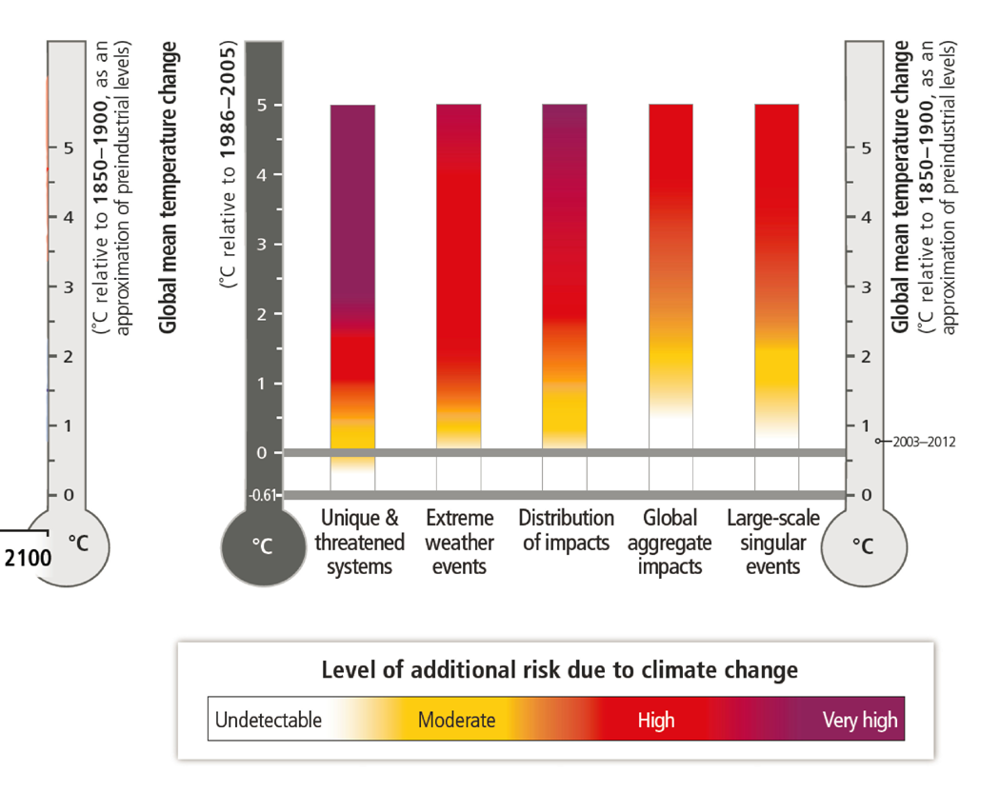 (°C relative to 1850–1900, as an
approximation of preindustrial levels)
5
4
3
2
1
0
°C
2100
Global mean temperature change
(°C relative to 1986–2005)
5
4
3
2
1
0
-0.61
°C
Unique &
threatened
systems
Extreme
weather
events
Distribution
of impacts
Global
aggregate
impacts
Large-scale
singular
events
5
4
3
2
1
0
°C
2003–2012
Global mean temperature change
(°C relative to 1850–1900, as an
approximation of preindustrial levels)
Level of additional risk due to climate change
Undetectable Moderate High Very high